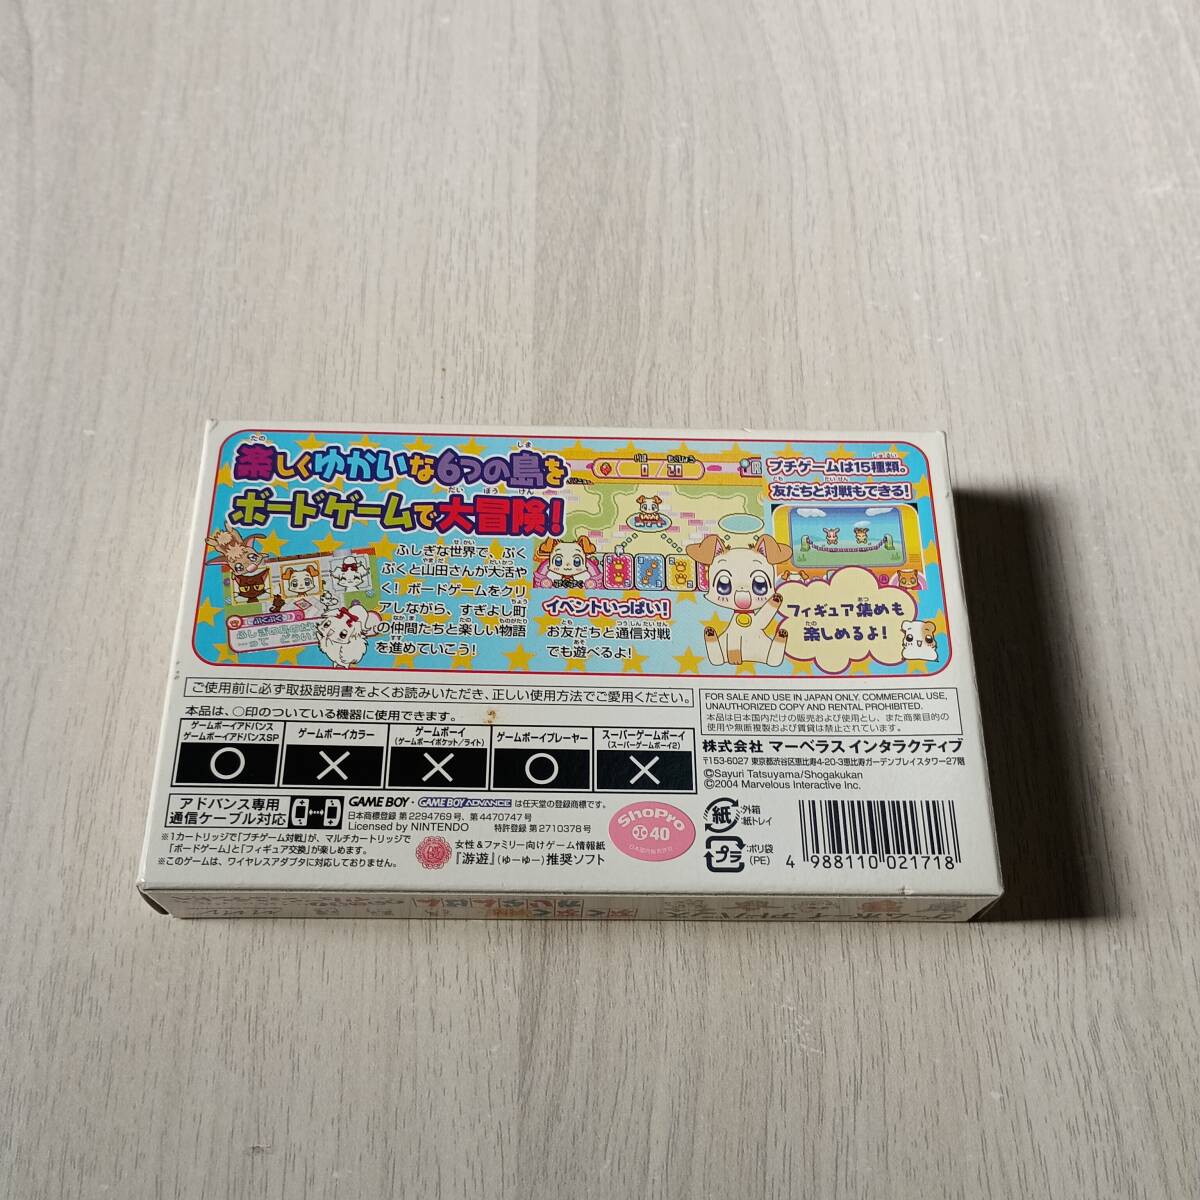 楽しくゆかいな6つの島を
ボードゲームで大冒険!
ふしぎな世界で、ぷく
ぷくと山田さんが大活や
く! ボードゲームをクリ
アしながら、すぎよし町
の仲間たちと楽しい物語
を進めていこう!
ぷくぷく
0/20
イベントいっぱい!
お友だちと通信対戦
でも遊べるよ!
プチゲームは15種類。
友だちと対戦もできる!
フィギュア集めも
楽しめるよ!
ご使用前に必ず取扱説明書をよくお読みいただき、正しい使用方法でご愛用ください。
本品は、○印のついている機器に使用できます。
ゲームボーイアドバンス
ゲームボーイアドバンスSP
○
ゲームボーイカラー
×
ゲームボーイ
(ゲームボーイポケット/ライト)
×
ゲームボーイプレーヤー
○
スーパーゲームボーイ
(スーパーゲームボーイ2)
×
FOR SALE AND USE IN JAPAN ONLY. COMMERCIAL USE,
UNAUTHORIZED COPY AND RENTAL PROHIBITED.
本品は日本国内だけの販売および使用とし、また商業目的の
使用や無断複製および賃貸は禁止されています。
株式会社 マーベラス インタラクティブ
〒153-6027 東京都渋谷区恵比寿4-20-3恵比寿ガーデンプレイスタワー27階
©Sayuri Tatsuyama/Shogakukan
©2004 Marvelous Interactive Inc.
アドバンス専用
通信ケーブル対応
GAME BOY・GAME BOY ADVANCE は任天堂の登録商標です。
日本商標登録 第2294769号、第4470747号
Licensed by NINTENDO 特許登録 第2710378号
※1カートリッジで「プチゲーム対戦」が、マルチカートリッジで
「ボードゲーム」と「フィギュア交換」が楽しめます。
※このゲームは、ワイヤレスアダプタに対応しておりません。
女性&ファミリー向けゲーム情報紙
『游遊』(ゆーゆー)推奨ソフト
ShoPro
40
紙
:外箱
:紙トレイ
プラ
:ポリ袋
(PE)
4 988110 021718